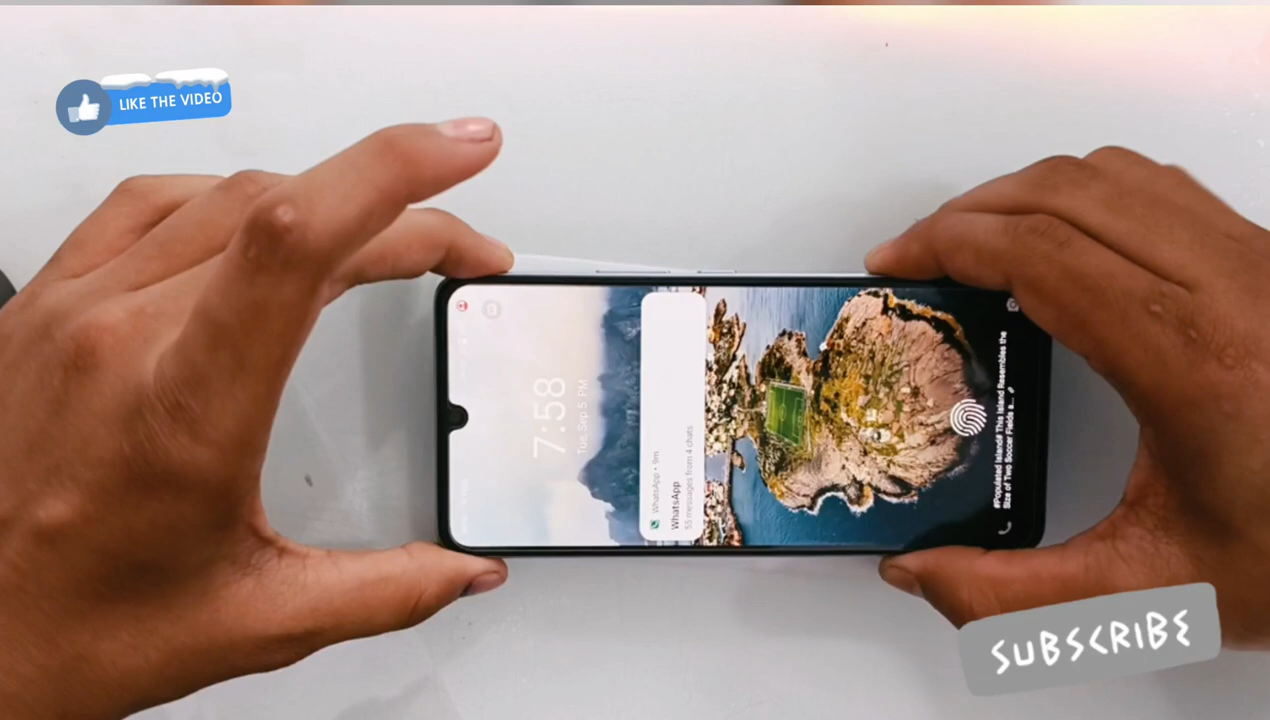 LIKE THE VIDEO
7:58
Tue, Sep 5 PM
WhatsApp • 9m
WhatsApp
55 messages from 4 chats
#Populated Island# This Island Resembles the
Size of Two Soccer Fields a...
SUBSCRIBE